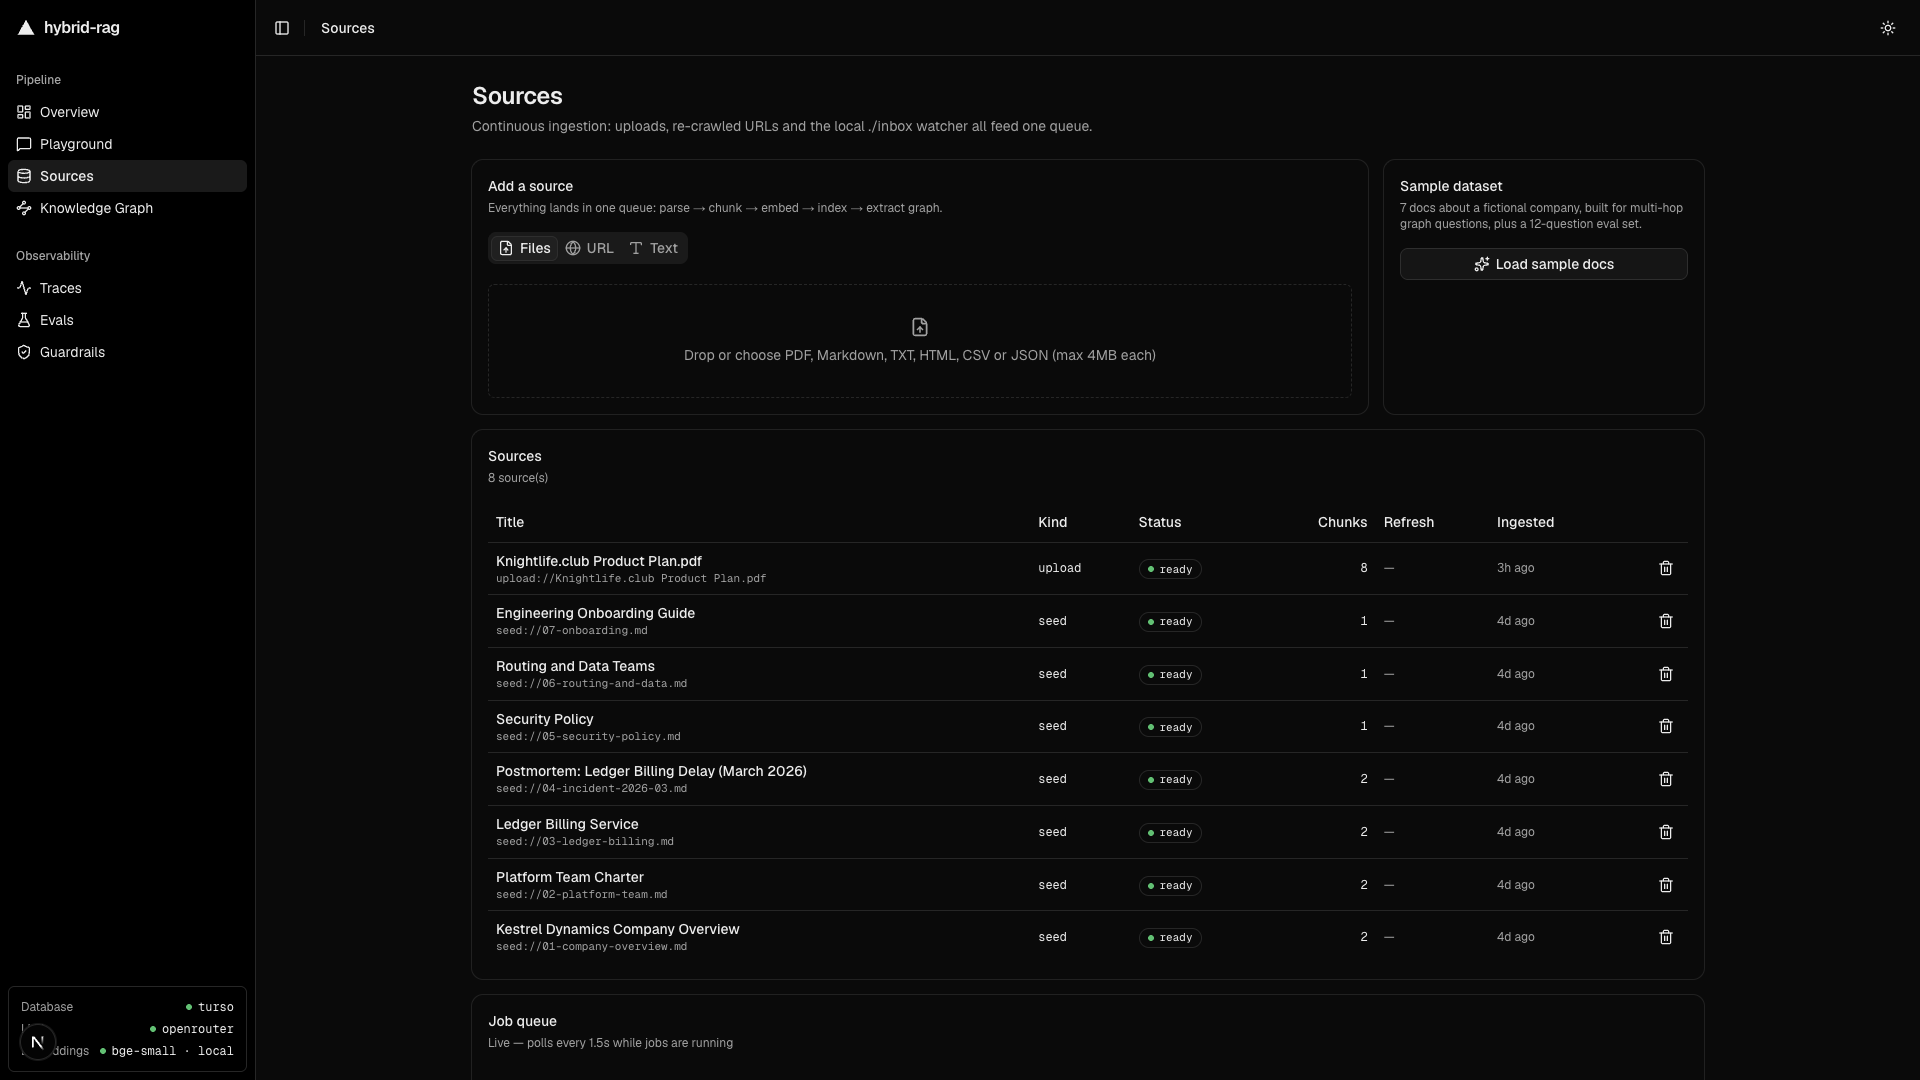 hybrid-rag
Sources
Pipeline
Overview
Playground
Sources
Knowledge Graph
Observability
Traces
Evals
Guardrails
Database turso
openrouter
ddings bge-small · local
N
Sources
Continuous ingestion: uploads, re-crawled URLs and the local ./inbox watcher all feed one queue.
Add a source
Everything lands in one queue: parse → chunk → embed → index → extract graph.
Files URL Text
Drop or choose PDF, Markdown, TXT, HTML, CSV or JSON (max 4MB each)
Sample dataset
7 docs about a fictional company, built for multi-hop
graph questions, plus a 12-question eval set.
Load sample docs
Sources
8 source(s)
Title Kind Status Chunks Refresh Ingested
Knightlife.club Product Plan.pdf upload ready 8 — 3h ago
upload://Knightlife.club Product Plan.pdf
Engineering Onboarding Guide seed ready 1 — 4d ago
seed://07-onboarding.md
Routing and Data Teams seed ready 1 — 4d ago
seed://06-routing-and-data.md
Security Policy seed ready 1 — 4d ago
seed://05-security-policy.md
Postmortem: Ledger Billing Delay (March 2026) seed ready 2 — 4d ago
seed://04-incident-2026-03.md
Ledger Billing Service seed ready 2 — 4d ago
seed://03-ledger-billing.md
Platform Team Charter seed ready 2 — 4d ago
seed://02-platform-team.md
Kestrel Dynamics Company Overview seed ready 2 — 4d ago
seed://01-company-overview.md
Job queue
Live — polls every 1.5s while jobs are running